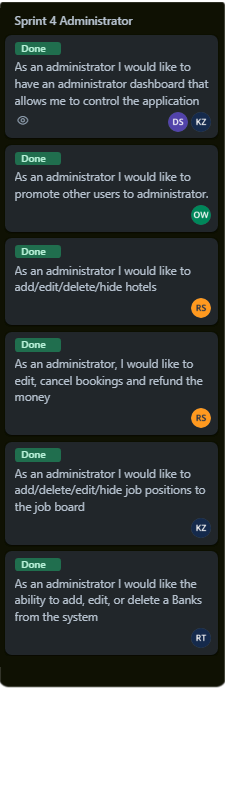 Sprint 4 Administrator
Done
As an administrator I would like to
have an administrator dashboard that
allows me to control the application
DS KZ
Done
As an administrator I would like to
promote other users to administrator.
OW
Done
As an administrator I would like to
add/edit/delete/hide hotels
RS
Done
As an administrator, I would like to
edit, cancel bookings and refund the
money
RS
Done
As an administrator I would like to
add/delete/edit/hide job positions to
the job board
KZ
Done
As an administrator I would like the
ability to add, edit, or delete a Banks
from the system
RT